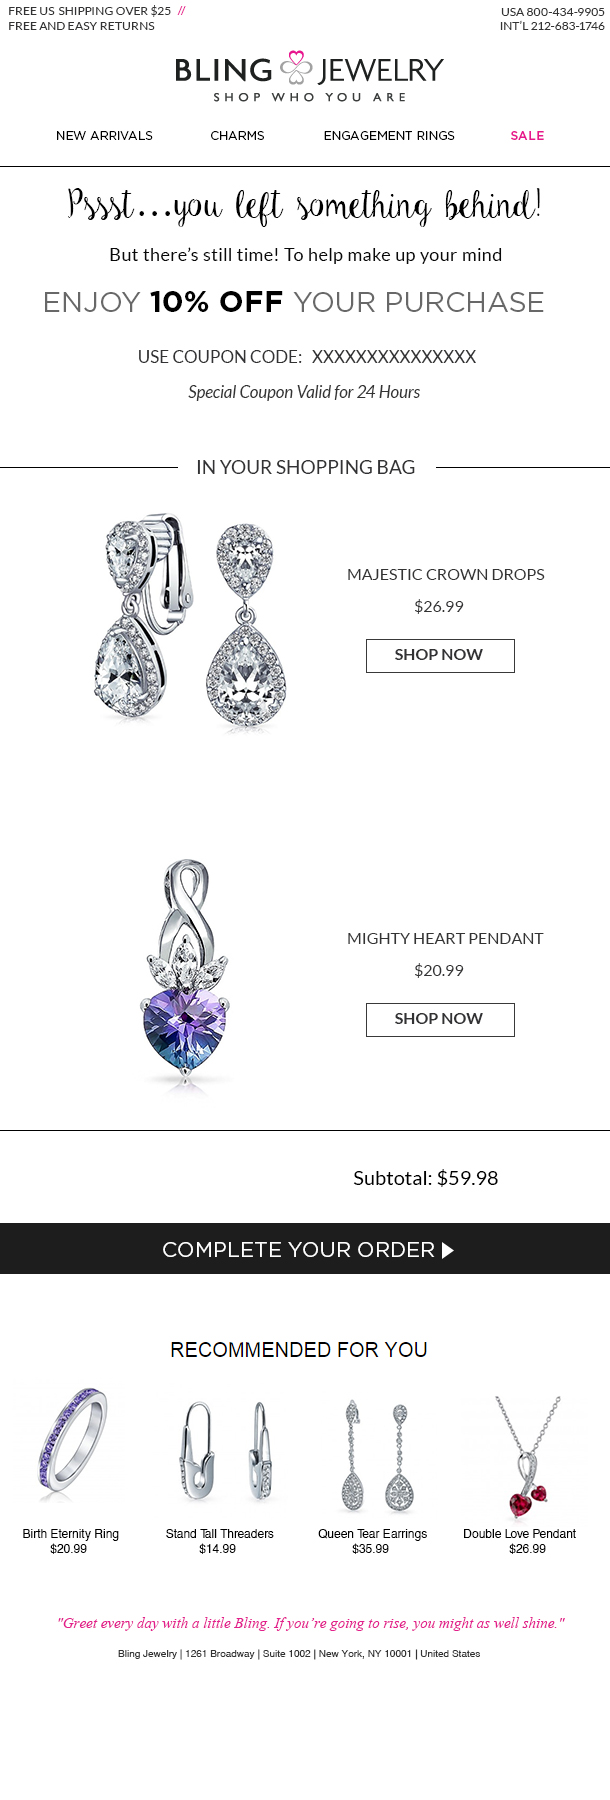 FREE US SHIPPING OVER $25 //
FREE AND EASY RETURNS
USA 800-434-9905
INT'L 212-683-1746
BLING JEWELRY
SHOP WHO YOU ARE
NEW ARRIVALS CHARMS ENGAGEMENT RINGS SALE
Pssst...you left something behind!
But there's still time! To help make up your mind
ENJOY 10% OFF YOUR PURCHASE
USE COUPON CODE: XXXXXXXXXXXXXXX
Special Coupon Valid for 24 Hours
IN YOUR SHOPPING BAG
MAJESTIC CROWN DROPS
$26.99
SHOP NOW
MIGHTY HEART PENDANT
$20.99
SHOP NOW
Subtotal: $59.98
COMPLETE YOUR ORDER
RECOMMENDED FOR YOU
Birth Eternity Ring
$20.99
Stand Tall Threaders
$14.99
Queen Tear Earrings
$35.99
Double Love Pendant
$26.99
"Greet every day with a little Bling. If you're going to rise, you might as well shine."
Bling Jewelry | 1261 Broadway | Suite 1002 | New York, NY 10001 | United States